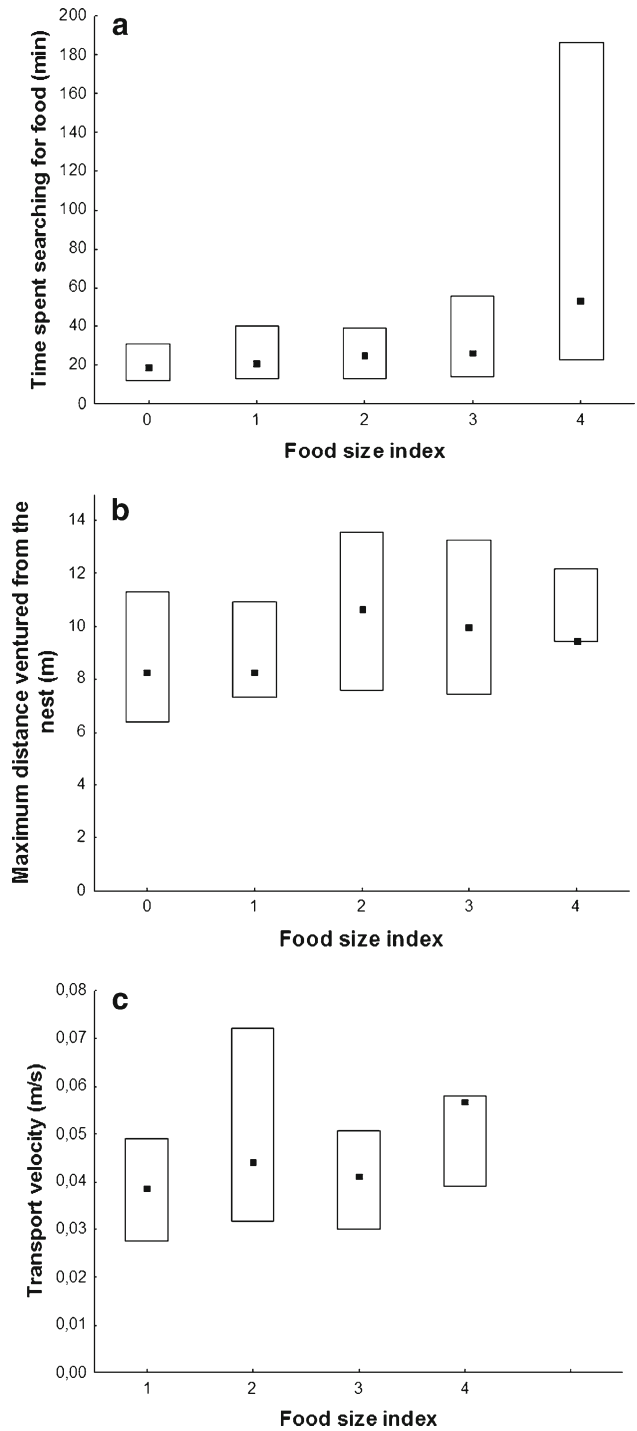 a
Time spent searching for food (min)
200
180
160
140
120
100
80
60
40
20
0
0 1 2 3 4
Food size index
b
Maximum distance ventured from the
nest (m)
14
12
10
8
6
4
2
0
0 1 2 3 4
Food size index
c
Transport velocity (m/s)
0,08
0,07
0,06
0,05
0,04
0,03
0,02
0,01
0,00
1 2 3 4
Food size index